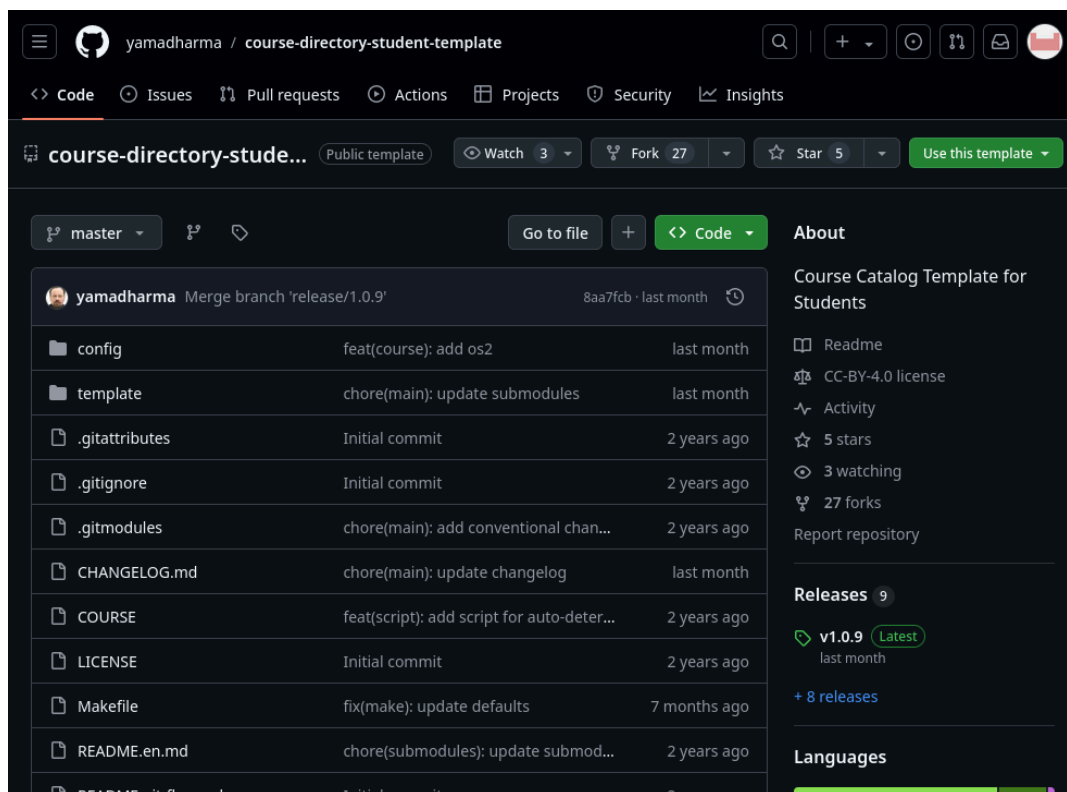 yamadharma / course-directory-student-template
Code Issues Pull requests Actions Projects Security Insights
course-directory-stude... Public template Watch 3 Fork 27 Star 5 Use this template
master Go to file + Code
yamadharma Merge branch 'release/1.0.9' 8aa7fcb · last month
config feat(course): add os2 last month
template chore(main): update submodules last month
.gitattributes Initial commit 2 years ago
.gitignore Initial commit 2 years ago
.gitmodules chore(main): add conventional chan... 2 years ago
CHANGELOG.md chore(main): update changelog last month
COURSE feat(script): add script for auto-deter... 2 years ago
LICENSE Initial commit 2 years ago
Makefile fix(make): update defaults 7 months ago
README.en.md chore(submodules): update submod... 2 years ago
About
Course Catalog Template for
Students
Readme
CC-BY-4.0 license
Activity
5 stars
3 watching
27 forks
Report repository
Releases 9
v1.0.9 Latest
last month
+ 8 releases
Languages